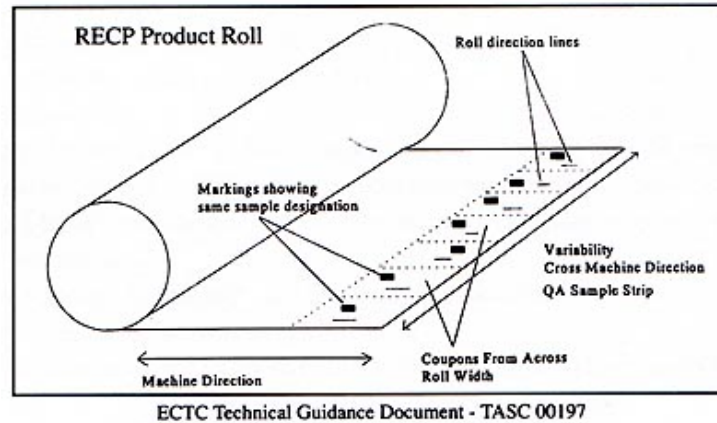 RECP Product Roll
Roll direction lines
Markings showing
same sample designation
Variability
Cross Machine Direction
QA Sample Strip
Coupons From Across
Roll Width
Machine Direction
ECTC Technical Guidance Document - TASC 00197